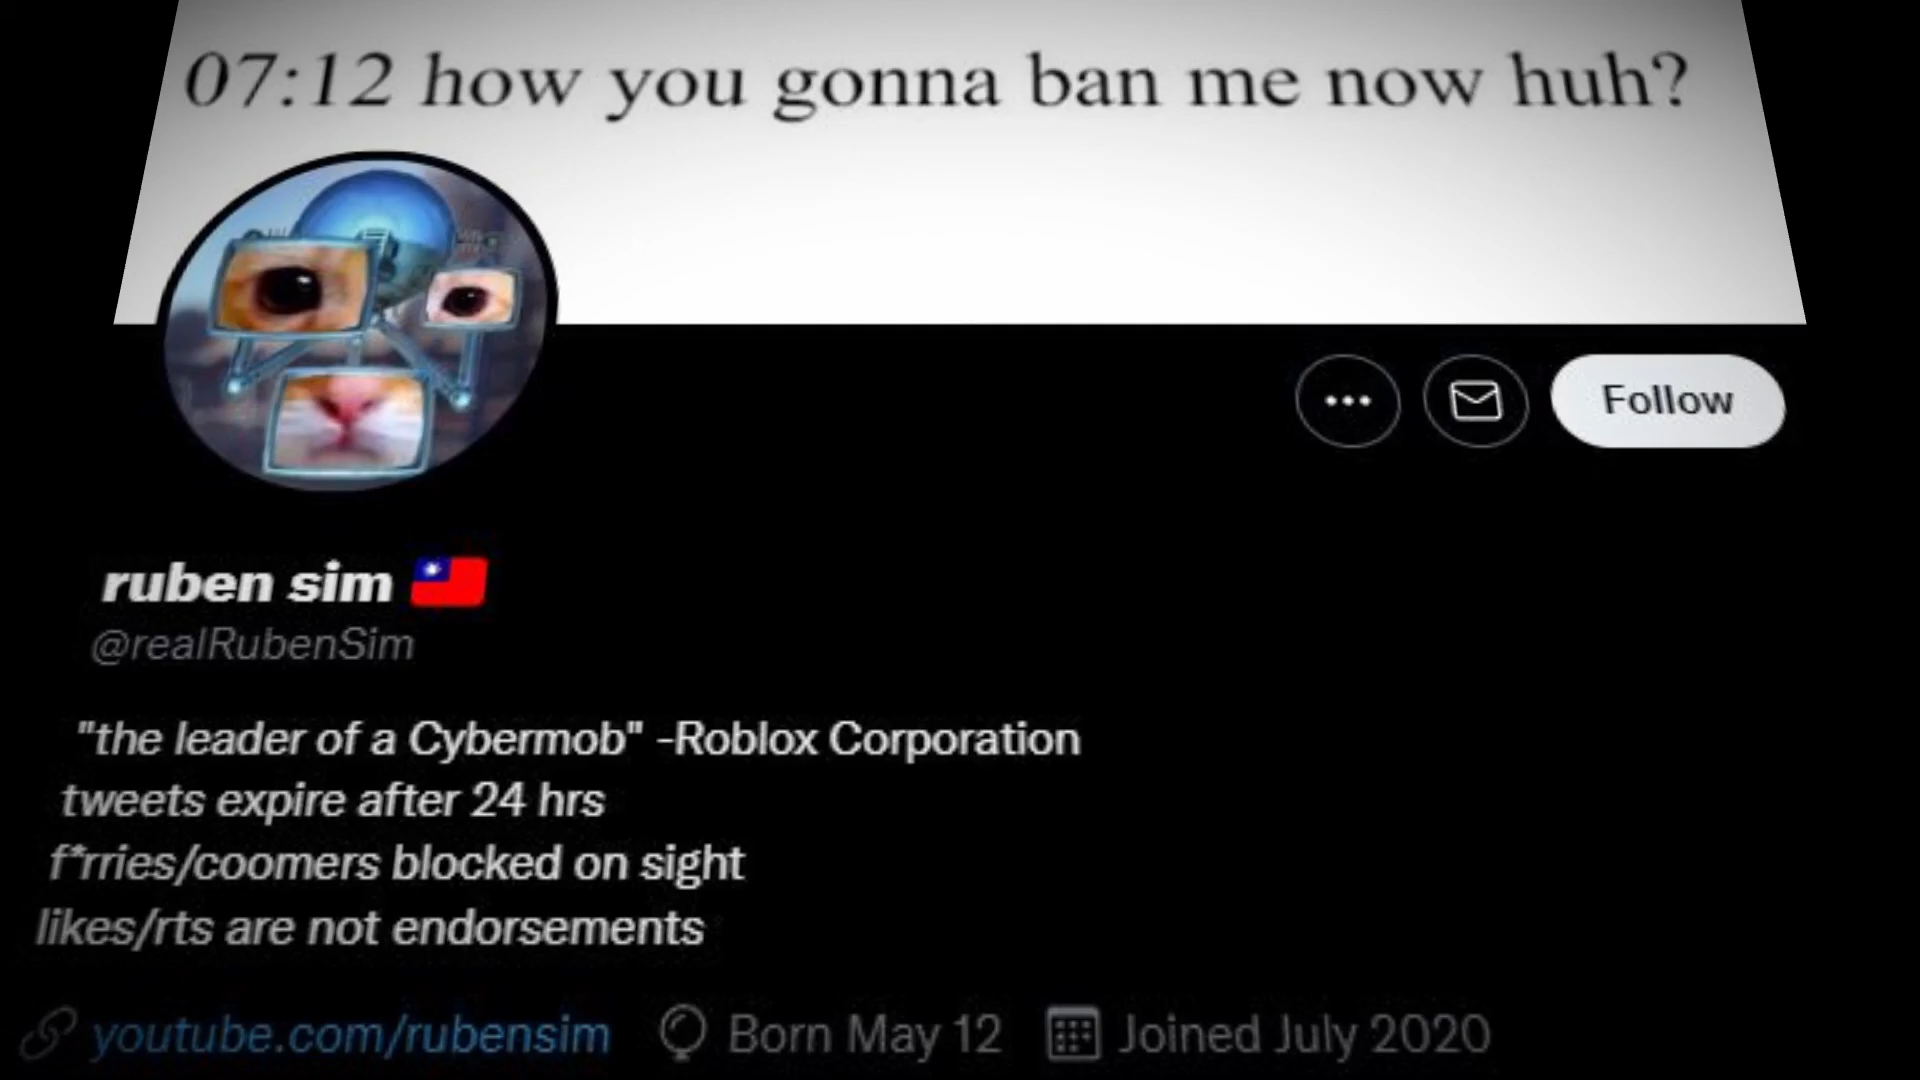 07:12 how you gonna ban me now huh?
Follow
ruben sim 🇹🇼
@realRubenSim
"the leader of a Cybermob" -Roblox Corporation
tweets expire after 24 hrs
f*rries/coomers blocked on sight
likes/rts are not endorsements
youtube.com/rubensim Born May 12 Joined July 2020